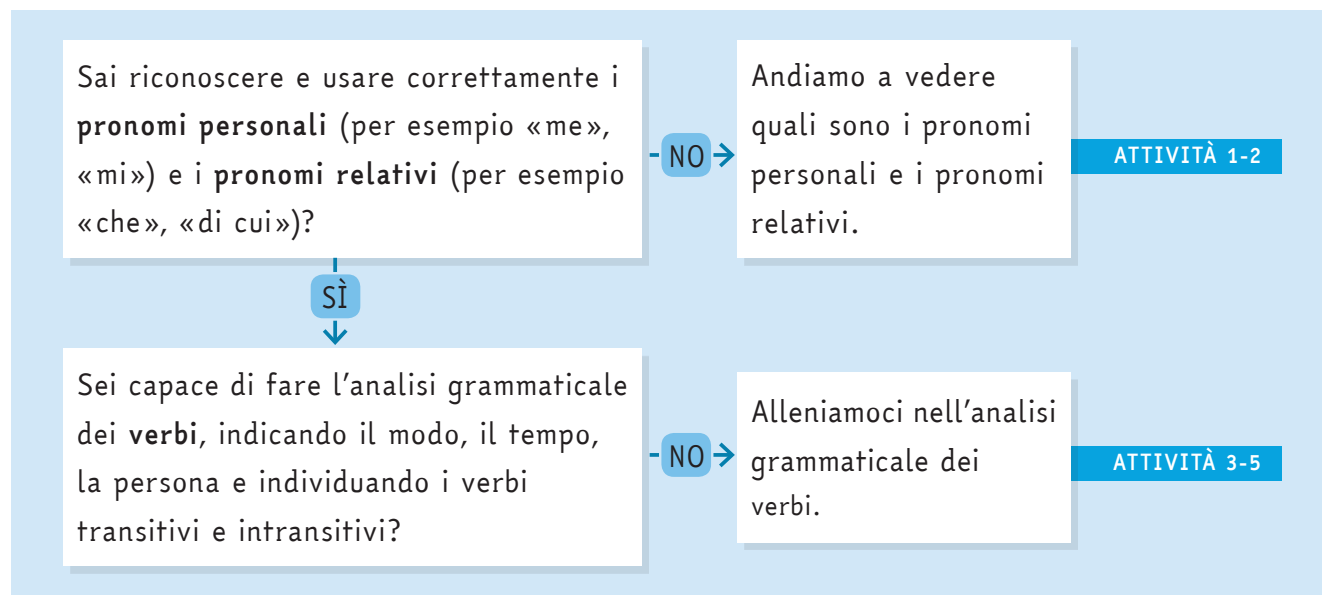 Sai riconoscere e usare correttamente i
pronomi personali (per esempio «me»,
«mi») e i pronomi relativi (per esempio
«che», «di cui»)?
NO
Andiamo a vedere
quali sono i pronomi
personali e i pronomi
relativi.
ATTIVITÀ 1-2
SÌ
Sei capace di fare l'analisi grammaticale
dei verbi, indicando il modo, il tempo,
la persona e individuando i verbi
transitivi e intransitivi?
NO
Alleniamoci nell'analisi
grammaticale dei
verbi.
ATTIVITÀ 3-5